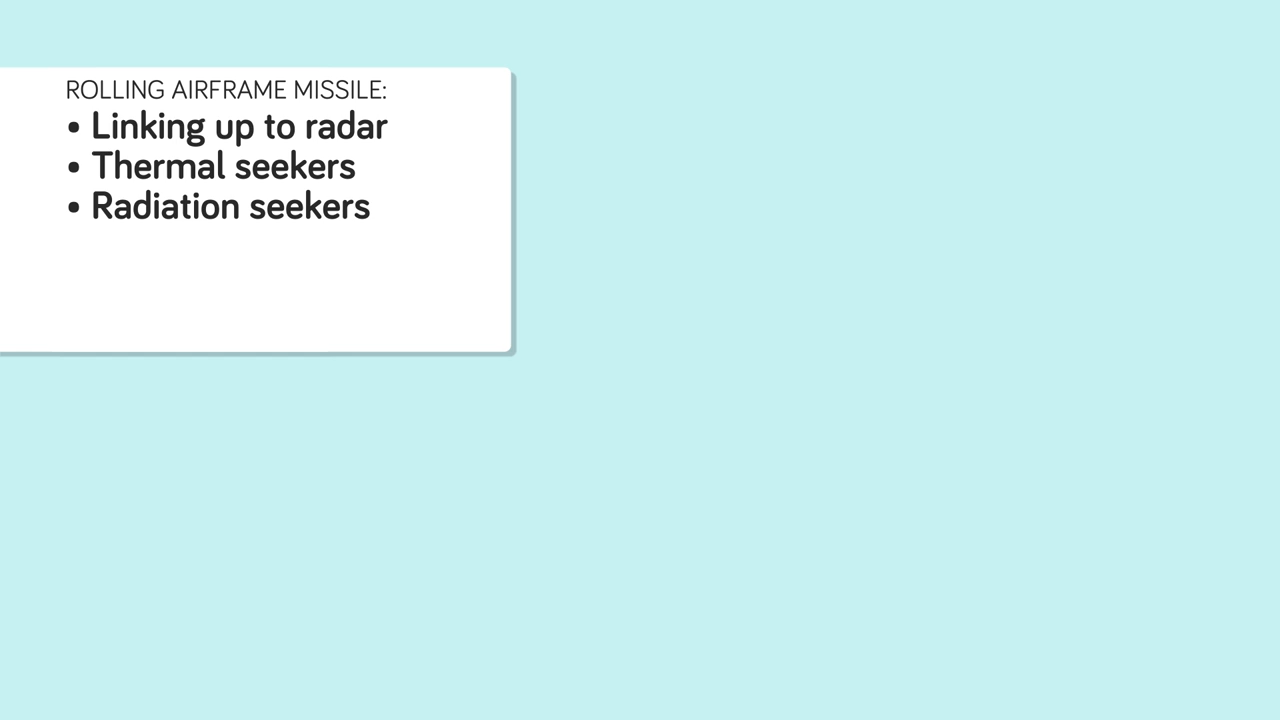 ROLLING AIRFRAME MISSILE:
• Linking up to radar
• Thermal seekers
• Radiation seekers